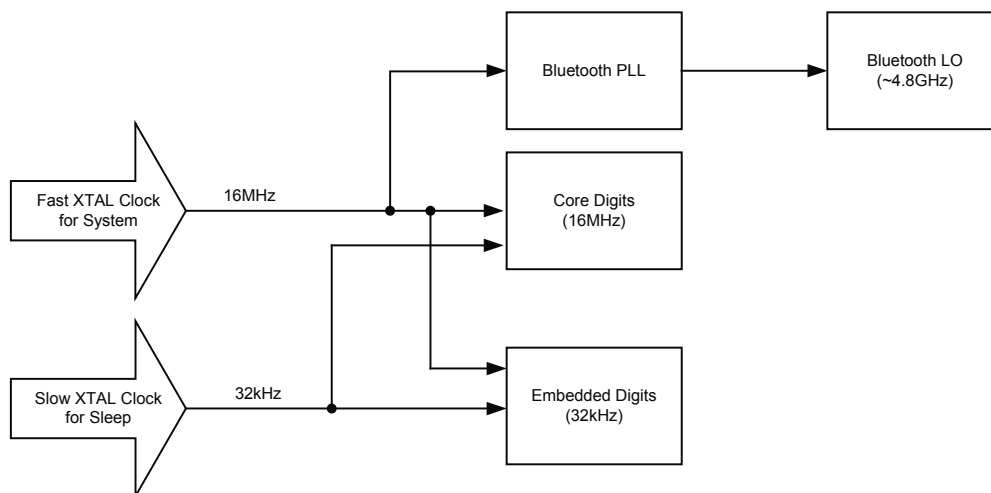 Bluetooth PLL
Bluetooth LO
(~4.8GHz)
Fast XTAL Clock
for System
16MHz
Core Digits
(16MHz)
Slow XTAL Clock
for Sleep
32kHz
Embedded Digits
(32kHz)